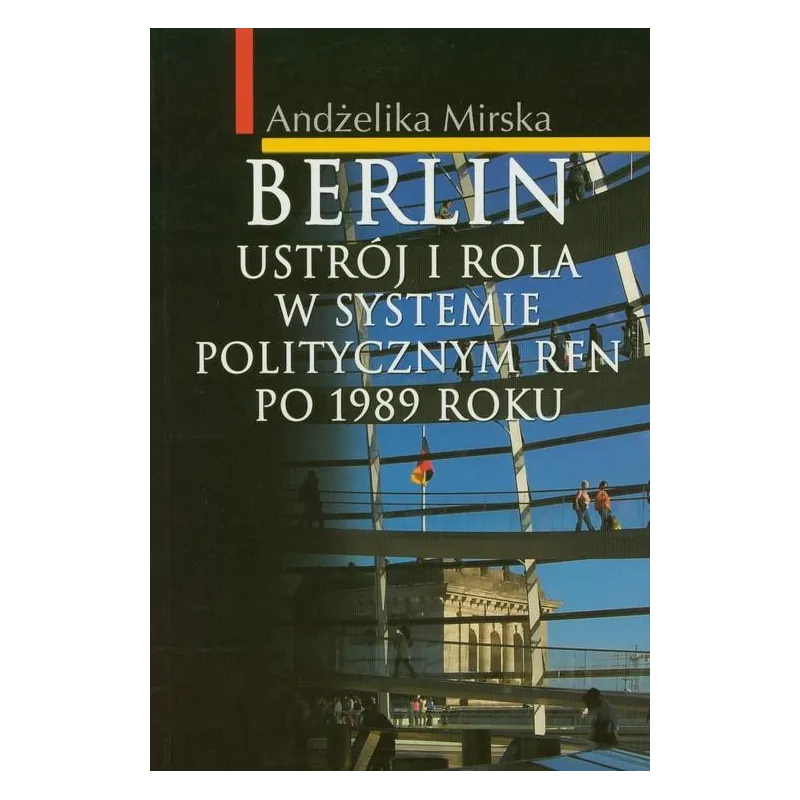 Andżelika Mirska
BERLIN
USTRÓJ I ROLA
W SYSTEMIE
POLITYCZNYM RFN
PO 1989 ROKU